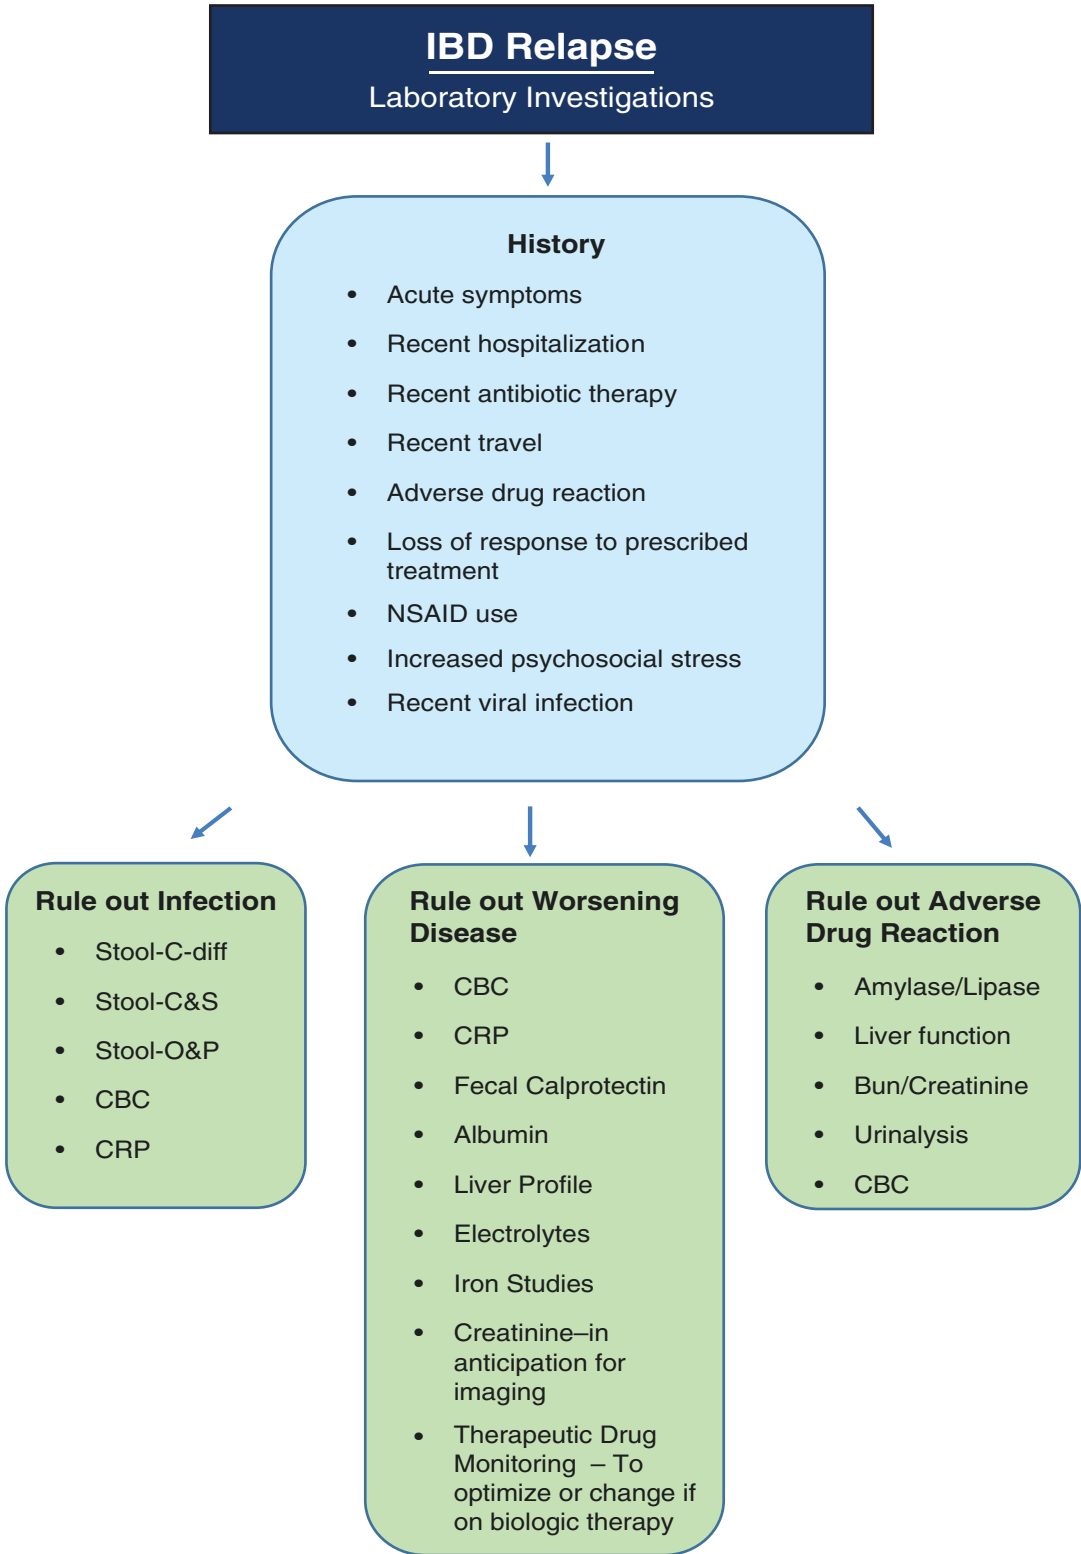 IBD Relapse
Laboratory Investigations
History
• Acute symptoms
• Recent hospitalization
• Recent antibiotic therapy
• Recent travel
• Adverse drug reaction
• Loss of response to prescribed
treatment
• NSAID use
• Increased psychosocial stress
• Recent viral infection
Rule out Infection
• Stool-C-diff
• Stool-C&S
• Stool-O&P
• CBC
• CRP
Rule out Worsening
Disease
• CBC
• CRP
• Fecal Calprotectin
• Albumin
• Liver Profile
• Electrolytes
• Iron Studies
• Creatinine–in
anticipation for
imaging
• Therapeutic Drug
Monitoring – To
optimize or change if
on biologic therapy
Rule out Adverse
Drug Reaction
• Amylase/Lipase
• Liver function
• Bun/Creatinine
• Urinalysis
• CBC